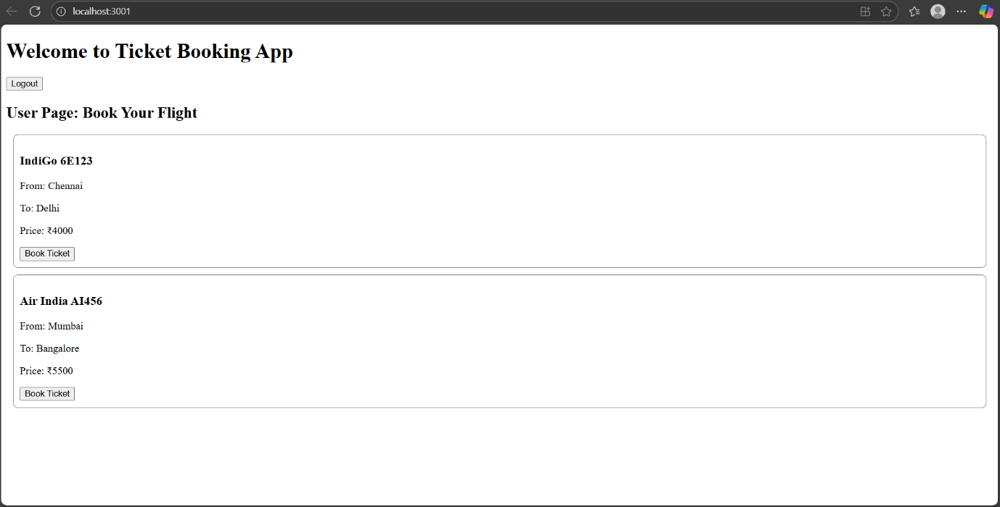 localhost:3001
Welcome to Ticket Booking App
Logout
User Page: Book Your Flight
IndiGo 6E123
From: Chennai
To: Delhi
Price: ₹4000
Book Ticket
Air India AI456
From: Mumbai
To: Bangalore
Price: ₹5500
Book Ticket